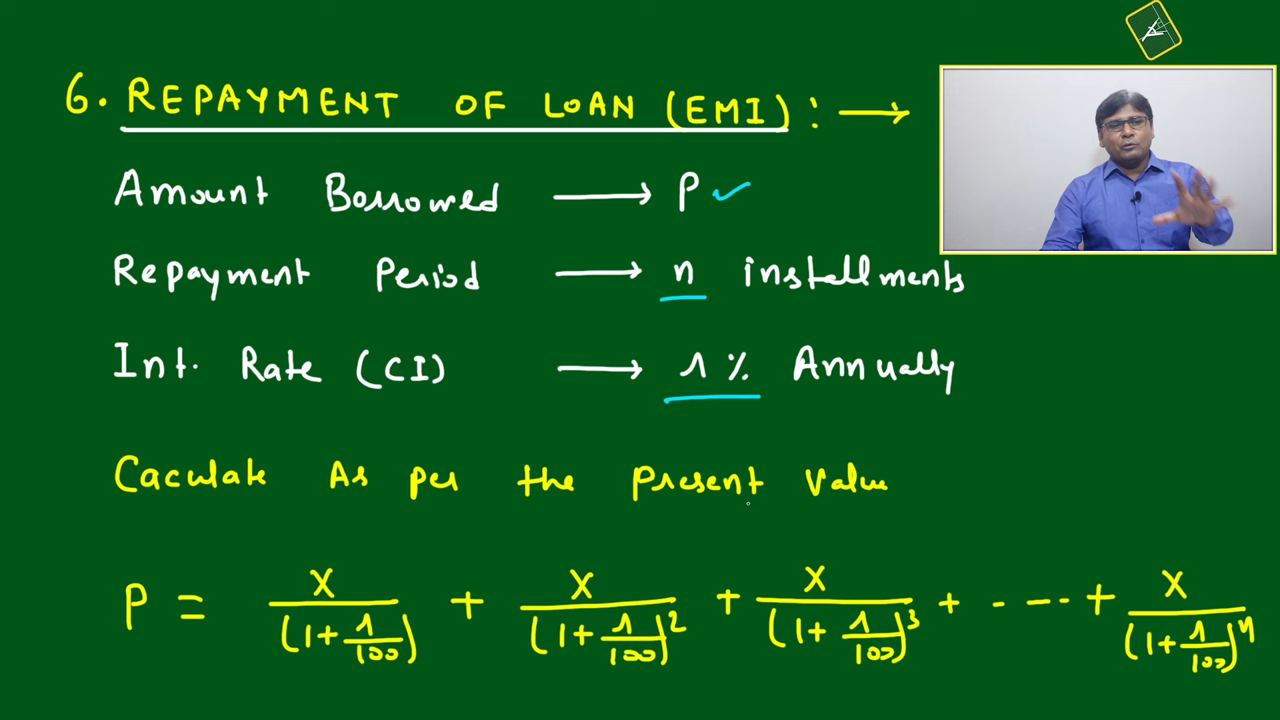 6. REPAYMENT OF LOAN (EMI) : →
Amount Borrowed → P ✓
Repayment Period → n installments
Int. Rate (CI) → r % Annually
Caculate As per the Present Value
P = X/(1+r/100) + X/(1+r/100)^2 + X/(1+r/100)^3 + - --- + X/(1+r/100)^n